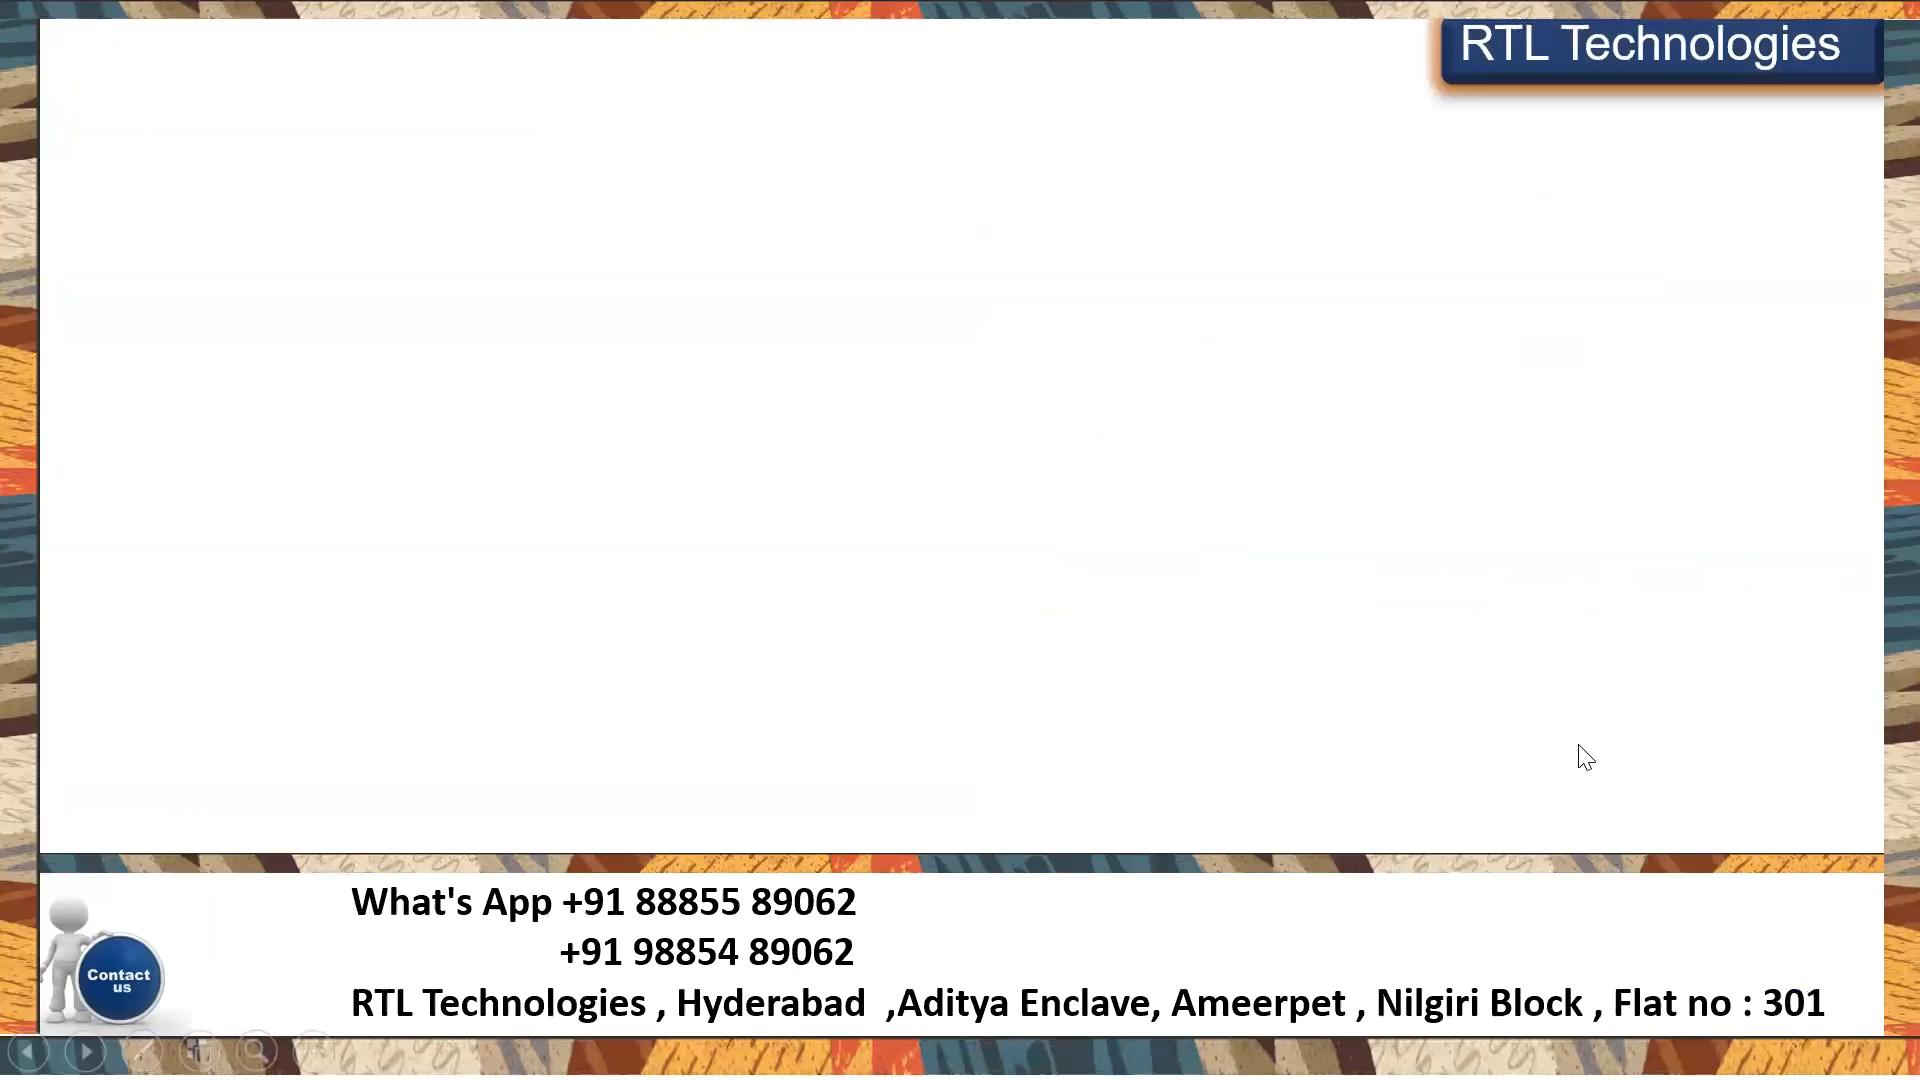 RTL Technologies
What's App +91 88855 89062
+91 98854 89062
RTL Technologies , Hyderabad ,Aditya Enclave, Ameerpet , Nilgiri Block , Flat no : 301
Contact
us